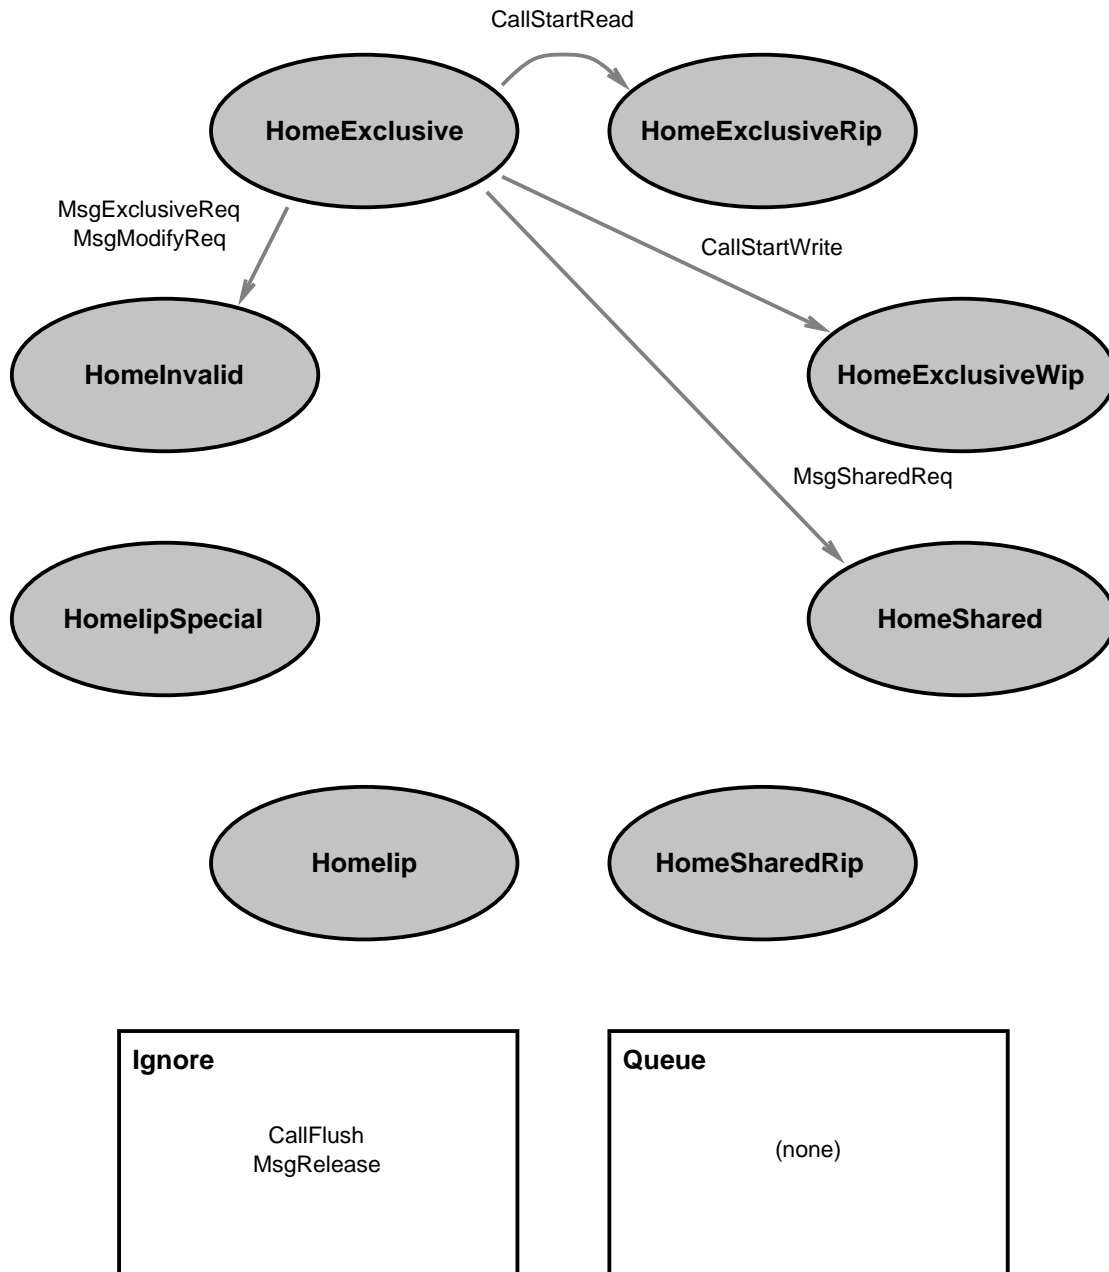 CallStartRead
HomeExclusive
HomeExclusiveRip
MsgExclusiveReq
MsgModifyReq
CallStartWrite
HomeInvalid
HomeExclusiveWip
MsgSharedReq
HomeIipSpecial
HomeShared
HomeIip
HomeSharedRip
Ignore
Queue
CallFlush
MsgRelease
(none)